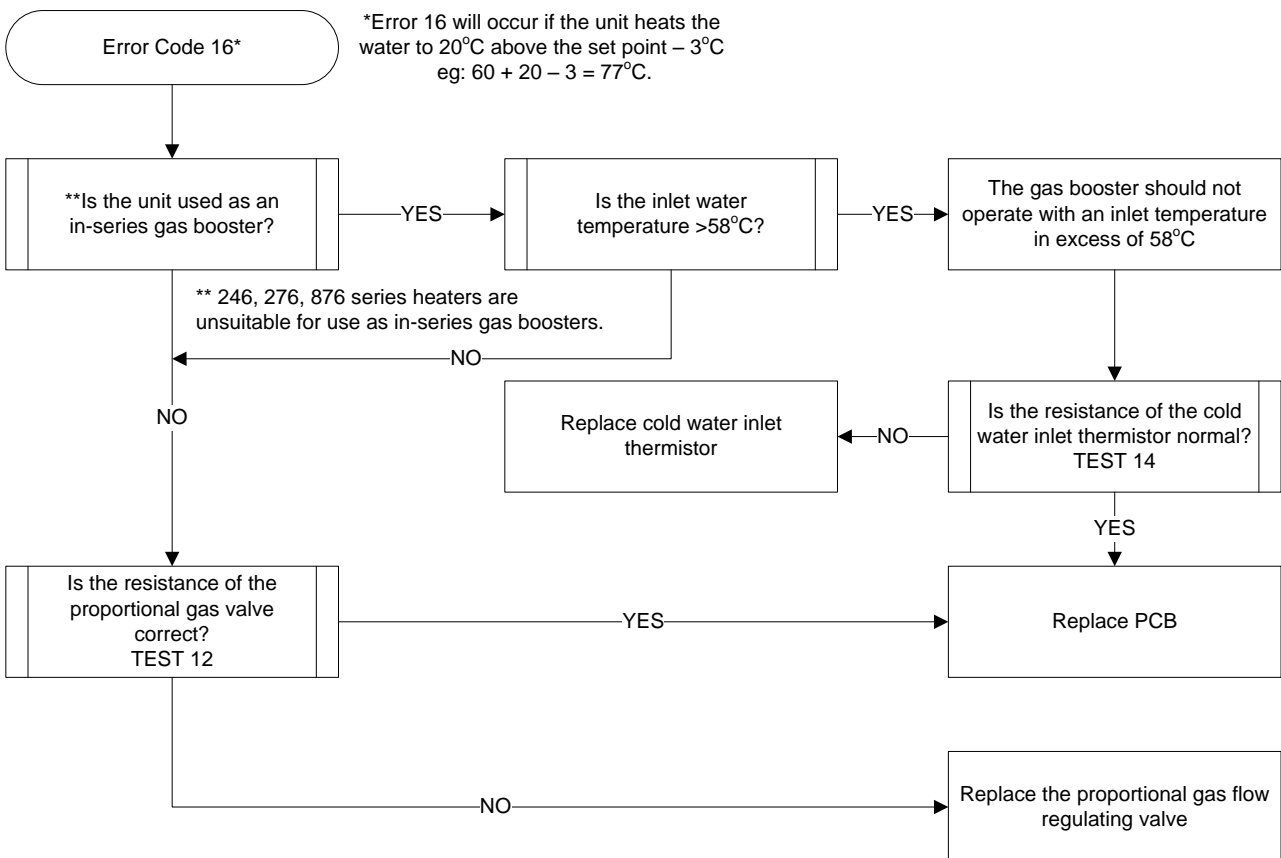 Error Code 16*
*Error 16 will occur if the unit heats the
water to 20°C above the set point – 3°C
eg: 60 + 20 – 3 = 77°C.
**Is the unit used as an
in-series gas booster?
YES
Is the inlet water
temperature >58°C?
YES
The gas booster should not
operate with an inlet temperature
in excess of 58°C
** 246, 276, 876 series heaters are
unsuitable for use as in-series gas boosters.
NO
NO
Replace cold water inlet
thermistor
NO
Is the resistance of the cold
water inlet thermistor normal?
TEST 14
YES
Is the resistance of the
proportional gas valve
correct?
TEST 12
YES
Replace PCB
NO
Replace the proportional gas flow
regulating valve